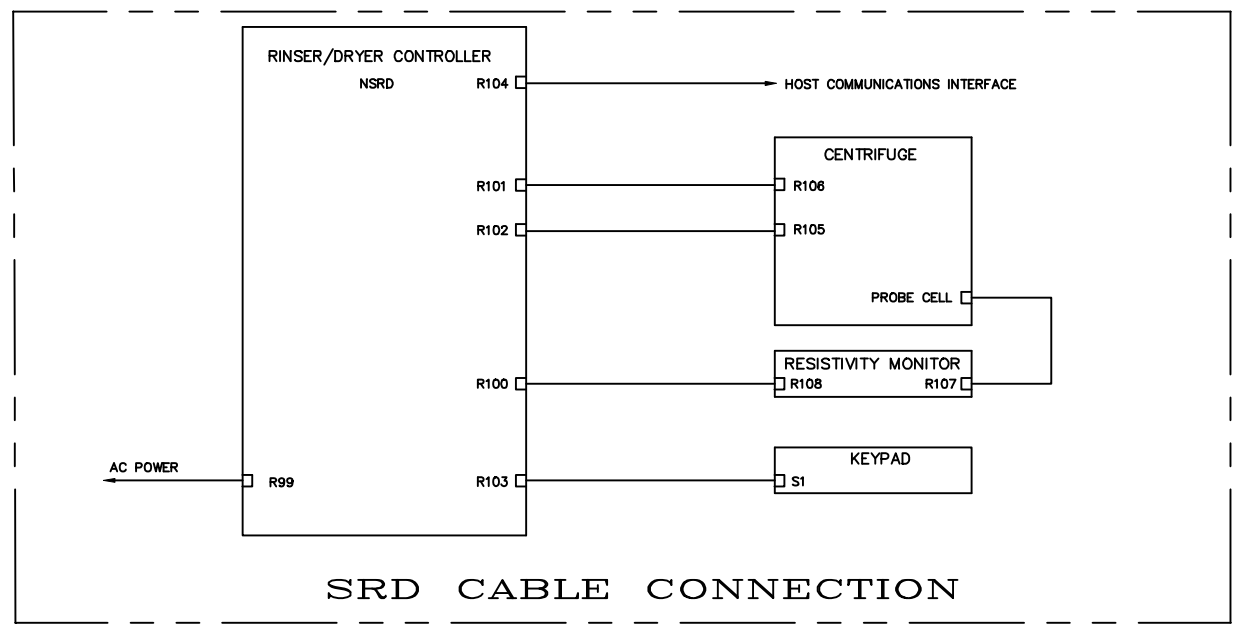 RINSER/DRYER CONTROLLER
NSRD
R104
HOST COMMUNICATIONS INTERFACE
CENTRIFUGE
R101
R106
R102
R105
PROBE CELL
RESISTIVITY MONITOR
R100
R108
R107
KEYPAD
AC POWER
R99
R103
S1
SRD CABLE CONNECTION